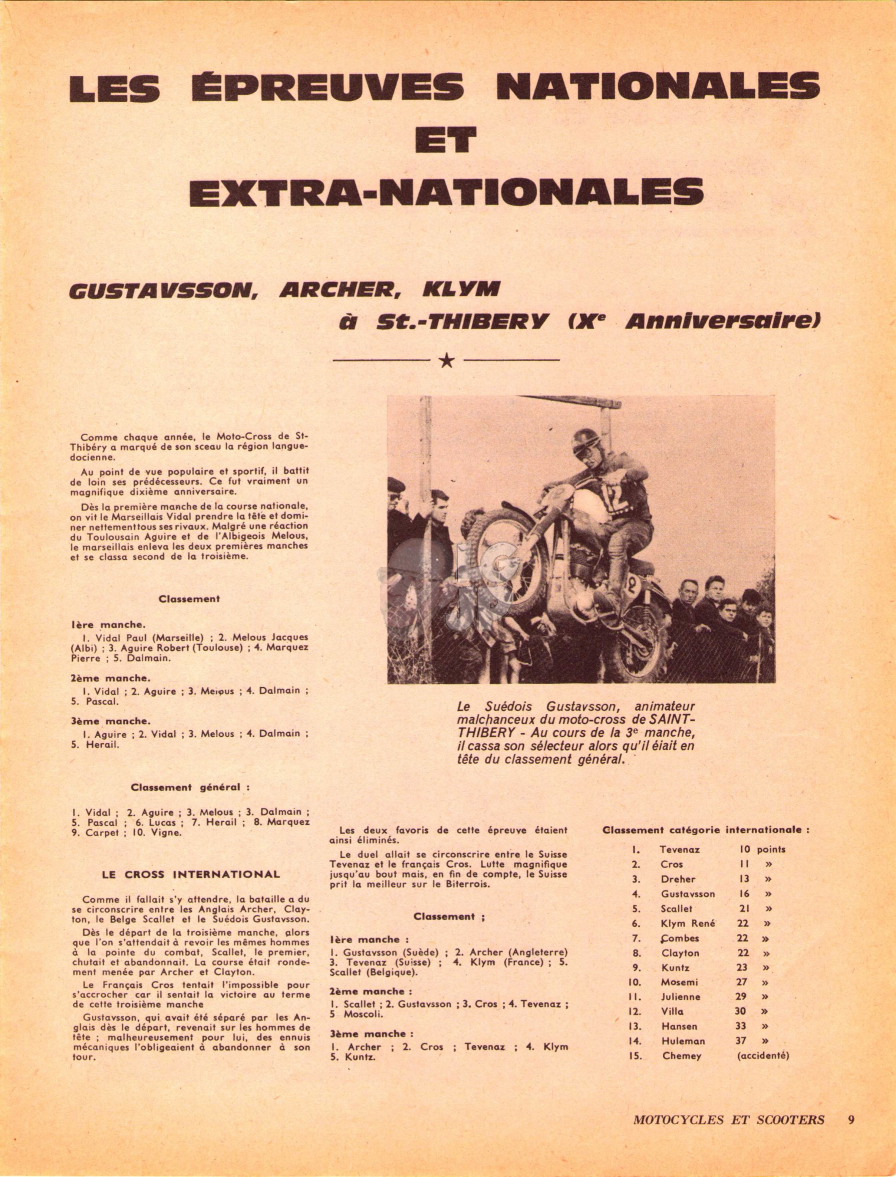 LES ÉPREUVES NATIONALES
ET
EXTRA-NATIONALES
GUSTAVSSON, ARCHER, KLYM
à St.-THIBERY (Xe Anniversaire)
Comme chaque année, le Moto-Cross de St-
Thibéry a marqué de son sceau la région langue-
docienne.
Au point de vue populaire et sportif, il battit
de loin ses prédécesseurs. Ce fut vraiment un
magnifique dixième anniversaire.
Dès la première manche de la course nationale,
on vit le Marseillais Vidal prendre la tête et domi-
ner nettementtous ses rivaux. Malgré une réaction
du Toulousain Aguire et de l'Albigeois Melous,
le marseillais enleva les deux premières manches
et se classa second de la troisième.
Classement
1ère manche.
1. Vidal Paul (Marseille) ; 2. Melous Jacques
(Albi) ; 3. Aguire Robert (Toulouse) ; 4. Marquez
Pierre ; 5. Dalmain.
2ème manche.
1. Vidal ; 2. Aguire ; 3. Melous ; 4. Dalmain ;
5. Pascal.
3ème manche.
1. Aguire ; 2. Vidal ; 3. Melous ; 4. Dalmain ;
5. Herail.
Classement général :
1. Vidal ; 2. Aguire ; 3. Melous ; 3. Dalmain ;
5. Pascal ; 6. Lucas ; 7. Herail ; 8. Marquez
9. Carpet ; 10. Vigne.
LE CROSS INTERNATIONAL
Comme il fallait s'y attendre, la bataille a du
se circonscrire entre les Anglais Archer, Clay-
ton, le Belge Scallet et le Suédois Gustavsson.
Dès le départ de la troisième manche, alors
que l'on s'attendait à revoir les mêmes hommes
à la pointe du combat, Scallet, le premier,
chutait et abandonnait. La course était ronde-
ment menée par Archer et Clayton.
Le Français Cros tentait l'impossible pour
s'accrocher car il sentait la victoire au terme
de cette troisième manche
Gustavsson, qui avait été séparé par les An-
glais dès le départ, revenait sur les hommes de
tête ; malheureusement pour lui, des ennuis
mécaniques l'obligeaient à abandonner à son
tour.
12
2
Le Suédois Gustavsson, animateur
malchanceux du moto-cross de SAINT-
THIBERY - Au cours de la 3e manche,
il cassa son sélecteur alors qu'il éiait en
tête du classement général.
Les deux favoris de cette épreuve étaient
ainsi éliminés.
Le duel allait se circonscrire entre le Suisse
Tevenaz et le français Cros. Lutte magnifique
jusqu'au bout mais, en fin de compte, le Suisse
prit la meilleur sur le Biterrois.
Classement ;
1ère manche :
1. Gustavsson (Suède) ; 2. Archer (Angleterre)
3. Tevenaz (Suisse) ; 4. Klym (France) ; 5.
Scallet (Belgique).
2ème manche :
1. Scallet ; 2. Gustavsson ; 3. Cros ; 4. Tevenaz ;
5 Moscoli.
3ème manche :
1. Archer ; 2. Cros ; Tevenaz ; 4. Klym
5. Kuntz.
Classement catégorie internationale :
1. Tevenaz 10 points
2. Cros 11 »
3. Dreher 13 »
4. Gustavsson 16 »
5. Scallet 21 »
6. Klym René 22 »
7. Combes 22 »
8. Clayton 22 »
9. Kuntz 23 »
10. Mosemi 27 »
11. Julienne 29 »
12. Villa 30 »
13. Hansen 33 »
14. Huleman 37 »
15. Chemey (accidenté)
MOTOCYCLES ET SCOOTERS 9